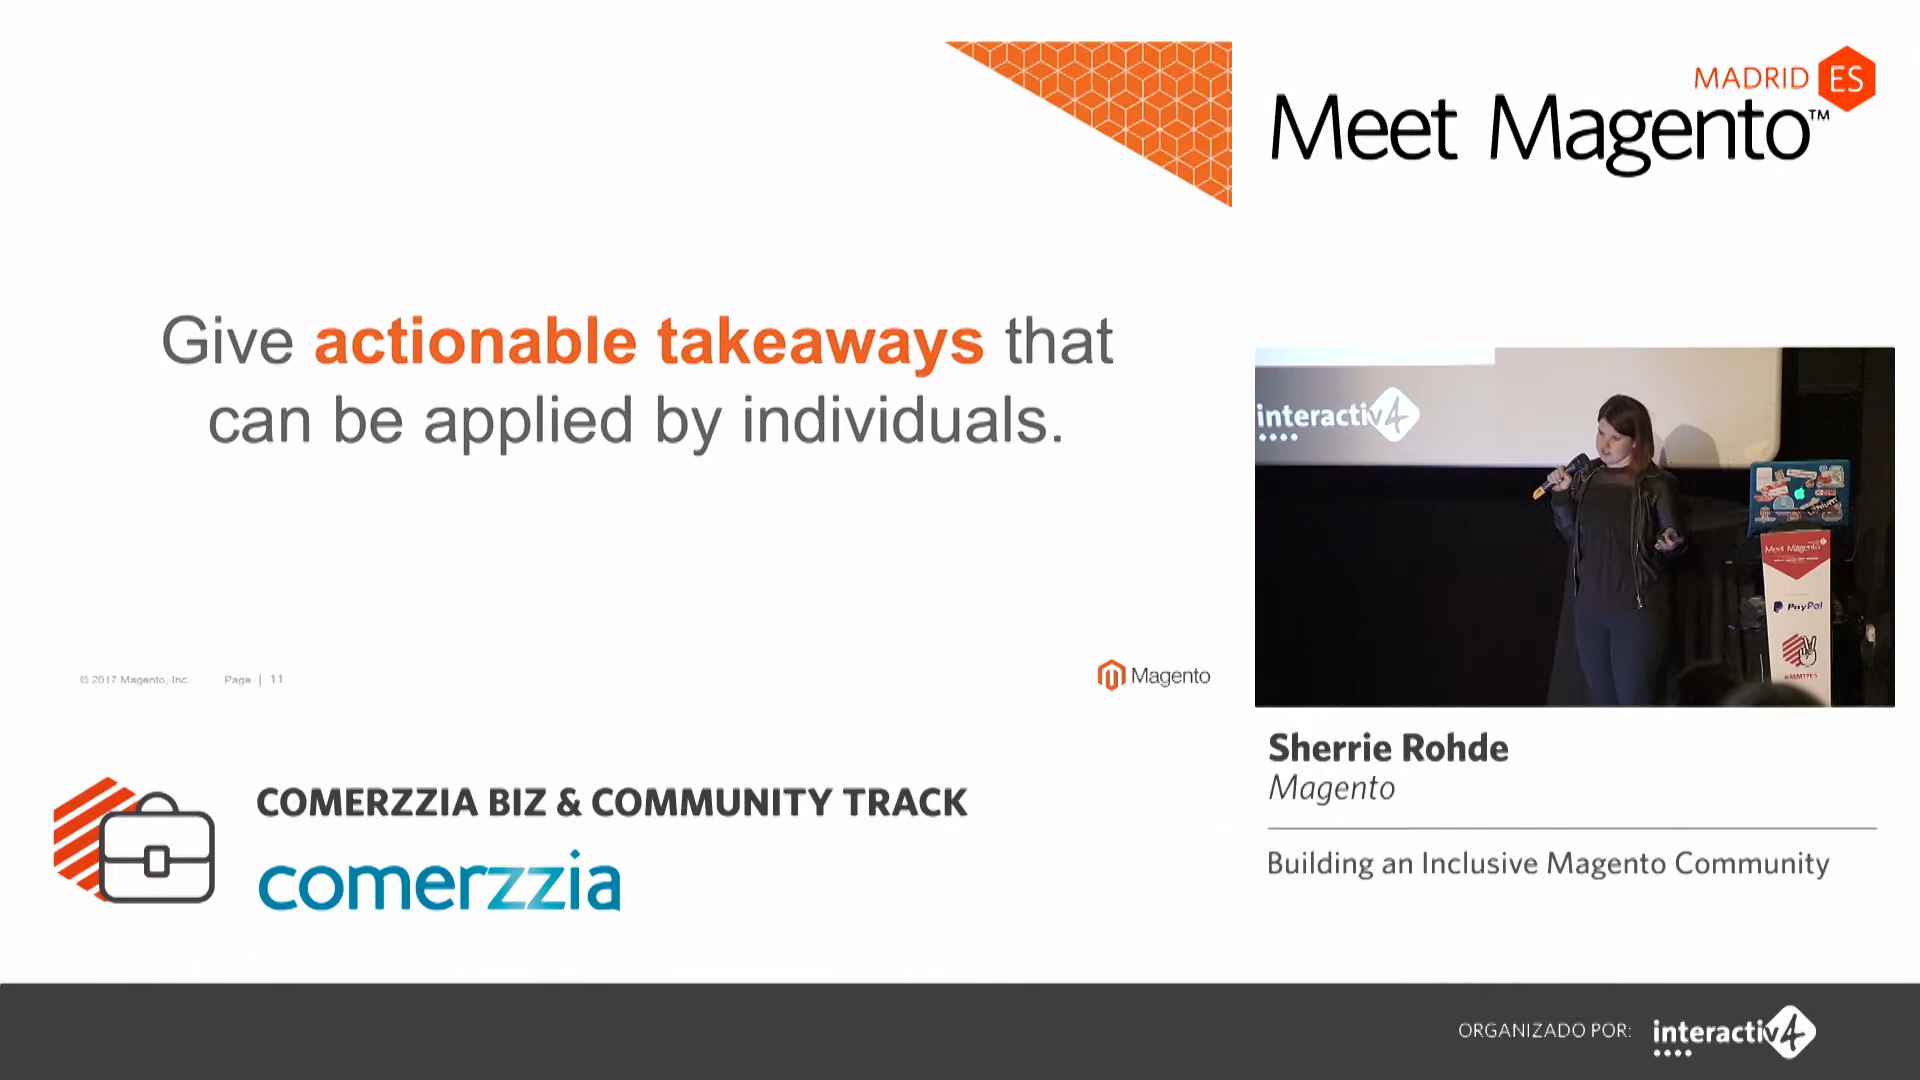 MADRID ES
Meet Magento™
Give actionable takeaways that
can be applied by individuals.
© 2017 Magento, Inc. Page | 11
Magento
interactiv4
Meet Magento
PayPal
#MM17ES
Sherrie Rohde
Magento
Building an Inclusive Magento Community
COMERZZIA BIZ & COMMUNITY TRACK
comerzzia
ORGANIZADO POR: interactiv4